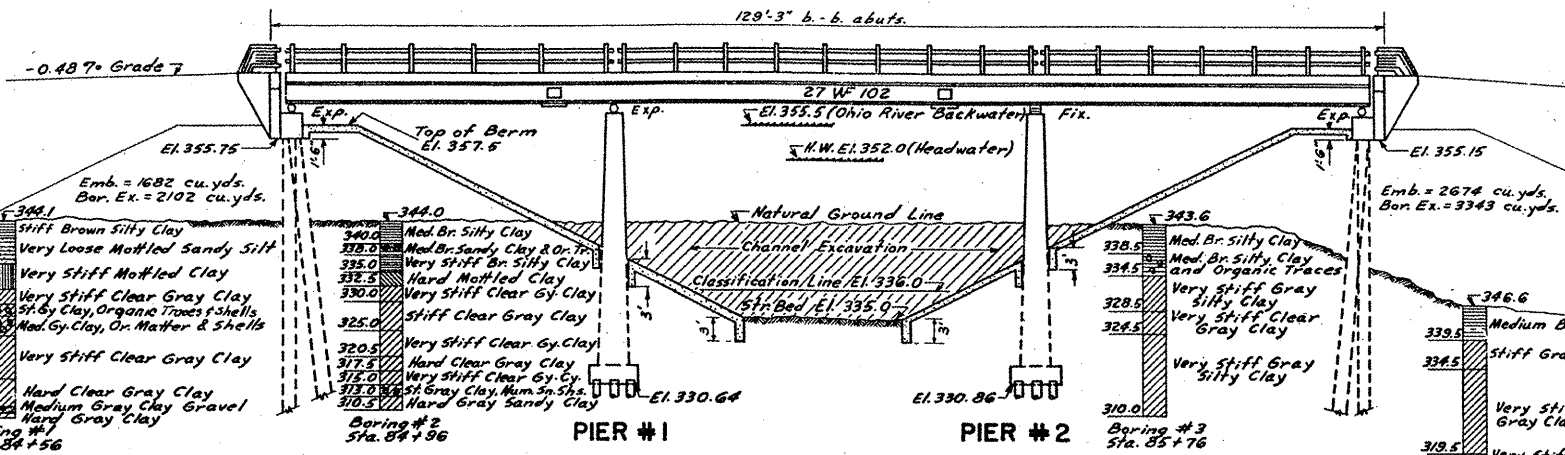 129'-3" b.-b. abuts.
-0.48 % Grade
27 WF 102
Exp.
Exp.
El. 355.5 (Ohio River Backwater)
Fix.
Exp.
Top of Berm
El. 357.5
El. 355.75
1'-6"
H.W. El. 352.0 (Headwater)
1'-6"
El. 355.15
Emb. = 1682 cu. yds.
Bor. Ex. = 2102 cu. yds.
Emb. = 2674 cu. yds.
Bor. Ex. = 3343 cu. yds.
344.1
Stiff Brown Silty Clay
Very Loose Mottled Sandy Silt
Very Stiff Mottled Clay
Very Stiff Clear Gray Clay
St. Gy Clay, Organic Traces & Shells
Med. Gy. Clay, Or. Matter & Shells
Very Stiff Clear Gray Clay
Hard Clear Gray Clay
Medium Gray Clay Gravel
Hard Gray Clay
ing #1
84+56
344.0
Med. Br. Silty Clay
340.0
Med. Br. Sandy Clay & Or. Tr.
338.0
Very Stiff Br. Silty Clay
335.0
Hard Mottled Clay
332.5
Very Stiff Clear Gy. Clay
330.0
Stiff Clear Gray Clay
325.0
Very Stiff Clear Gy. Clay
320.5
Hard Clear Gray Clay
317.5
Very Stiff Clear Gy. Cy.
315.0
St. Gray Clay, Num. Sn. Shs.
313.0
Hard Gray Sandy Clay
310.5
Boring #2
Sta. 84+96
Natural Ground Line
Channel Excavation
Classification Line El. 336.0
Str. Bed El. 335.0
3'
3'
3'
3'
El. 330.64
El. 330.86
PIER #1
PIER #2
343.6
Med. Br. Silty Clay
338.5
Med. Br. Silty Clay
and Organic Traces
334.5
Very Stiff Gray
Silty Clay
328.5
Very Stiff Clear
Gray Clay
324.5
Very Stiff Gray
Silty Clay
310.0
Boring #3
Sta. 85+76
346.6
Medium B
339.5
Stiff Gra
334.5
Very Sti
Gray Cla
319.5
Very Stiff